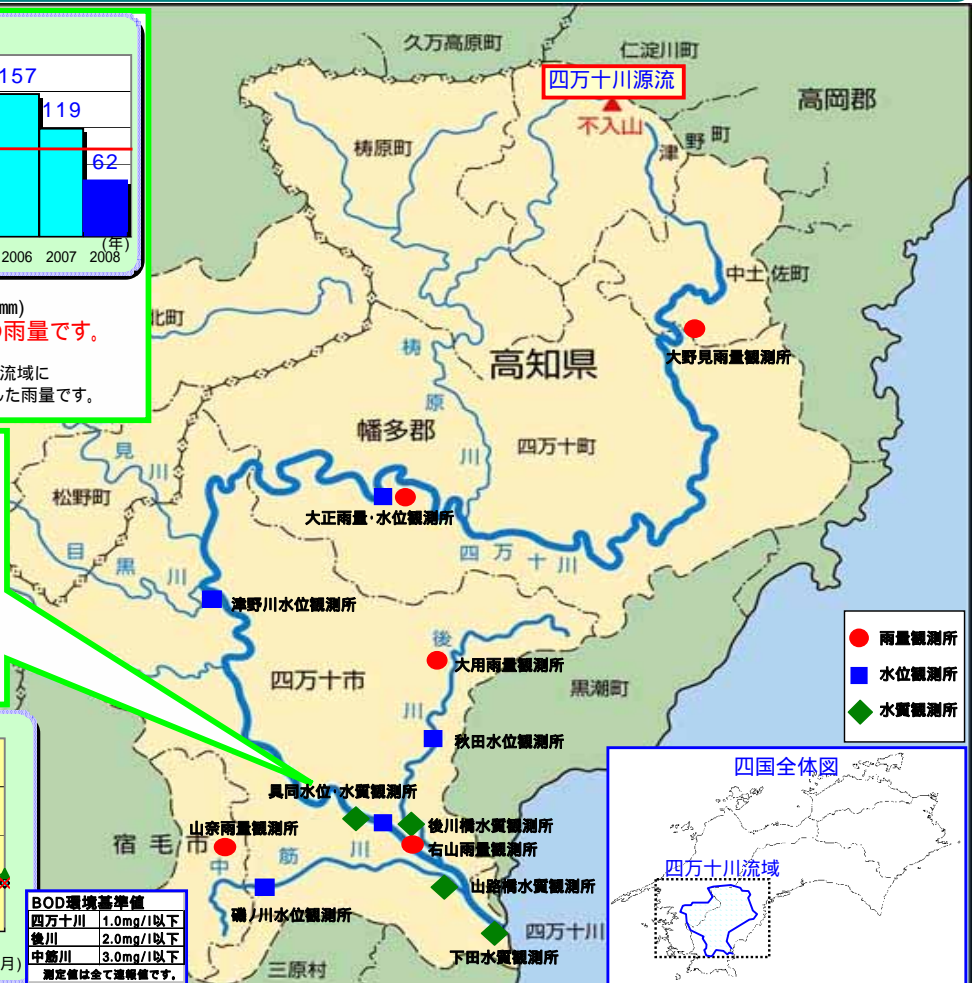 157
119
62
(年)
2006 2007 2008
mm)
雨量です。
流域に
した雨量です。
久万高原町
仁淀川町
四万十川源流
不入山
高岡郡
津野町
梼原町
中土佐町
北町
大野見雨量観測所
高知県
梼原川
幡多郡
四万十町
見川
松野町
大正雨量・水位観測所
四万十川
目黒川
津野川水位観測所
後川
大用雨量観測所
四万十市
黒潮町
秋田水位観測所
雨量観測所
水位観測所
水質観測所
具同水位・水質観測所
山奈雨量観測所
後川橋水質観測所
宿毛市
右山雨量観測所
中筋川
山路橋水質観測所
磯ノ川水位観測所
四万十川
下田水質観測所
三原村
四国全体図
四万十川流域
BOD環境基準値
四万十川 1.0mg/l以下
後川 2.0mg/l以下
中筋川 3.0mg/l以下
測定値は全て速報値です。
月)